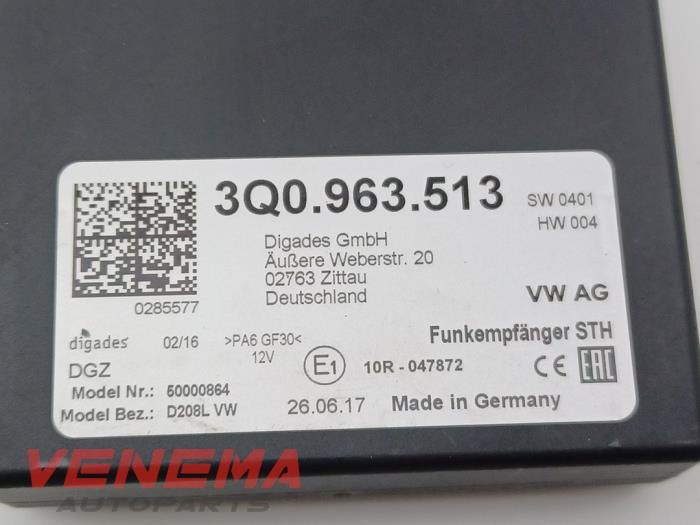 3Q0.963.513
SW 0401
HW 004
Digades GmbH
Äußere Weberstr. 20
02763 Zittau
Deutschland
VW AG
0285577
Funkempfänger STH
digades 02/16 >PA6 GF30<
12V
DGZ
E1
10R - 047872
CE EAC
Model Nr.: 50000864
Model Bez.: D208L VW
26.06.17 Made in Germany
VENEMA
AUTOPARTS